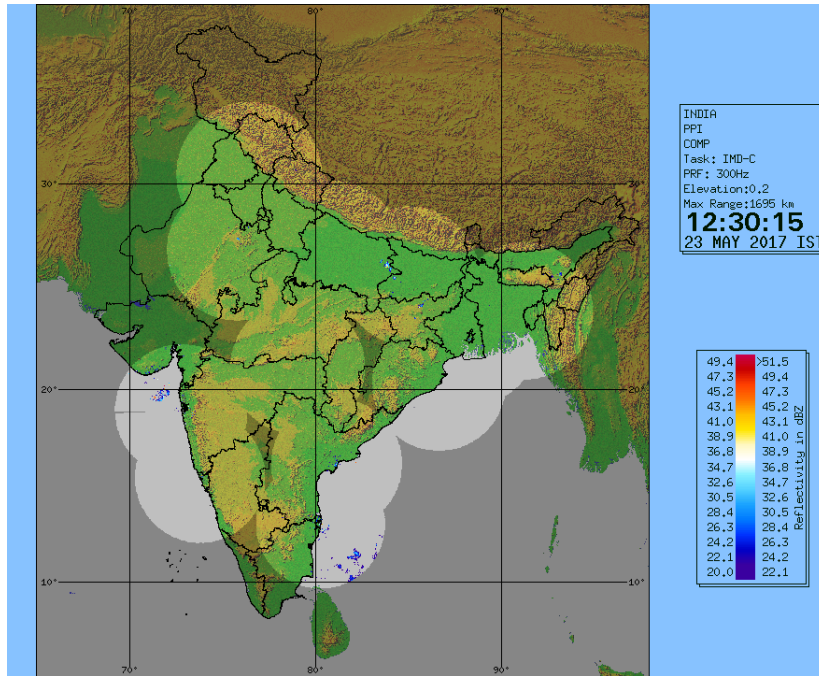 70° 80° 90°
INDIA
PPI
COMP
Task: IMD-C
PRF: 300Hz
Elevation:0.2
Max Range:1695 km
12:30:15
23 MAY 2017 IST
30° 30°
20° 20°
10° 10°
70° 80° 90°
49.4 >51.5
47.3 49.4
45.2 47.3
43.1 45.2
41.0 43.1
38.9 41.0
36.8 38.9
34.7 36.8
32.6 34.7
30.5 32.6
28.4 30.5
26.3 28.4
24.2 26.3
22.1 24.2
20.0 22.1
Reflectivity in dBZ